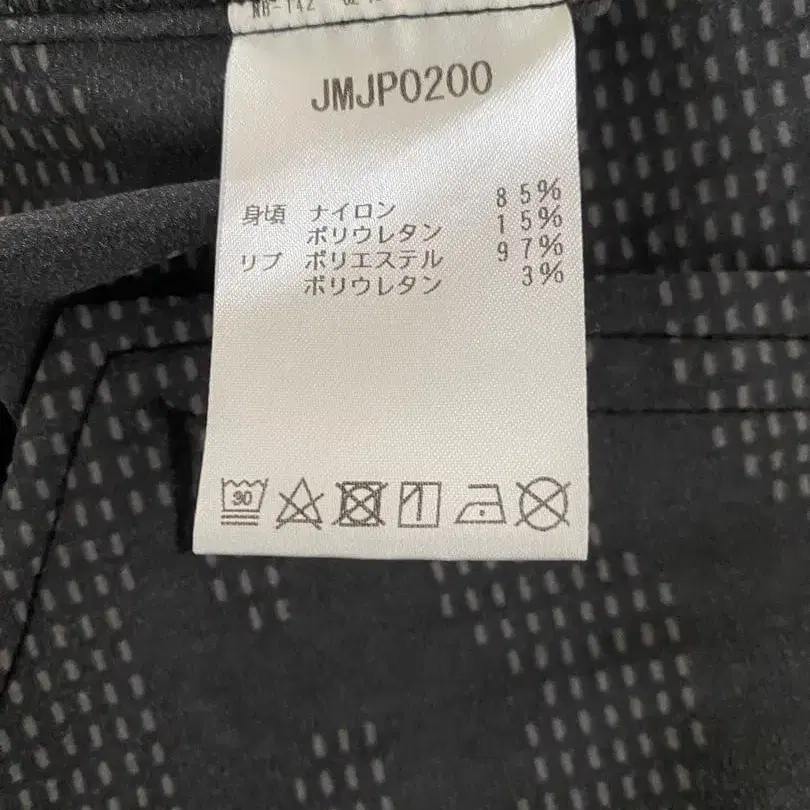 JMJP0200
身頃 ナイロン 85%
ポリウレタン 15%
リブ ポリエステル 97%
ポリウレタン 3%
30